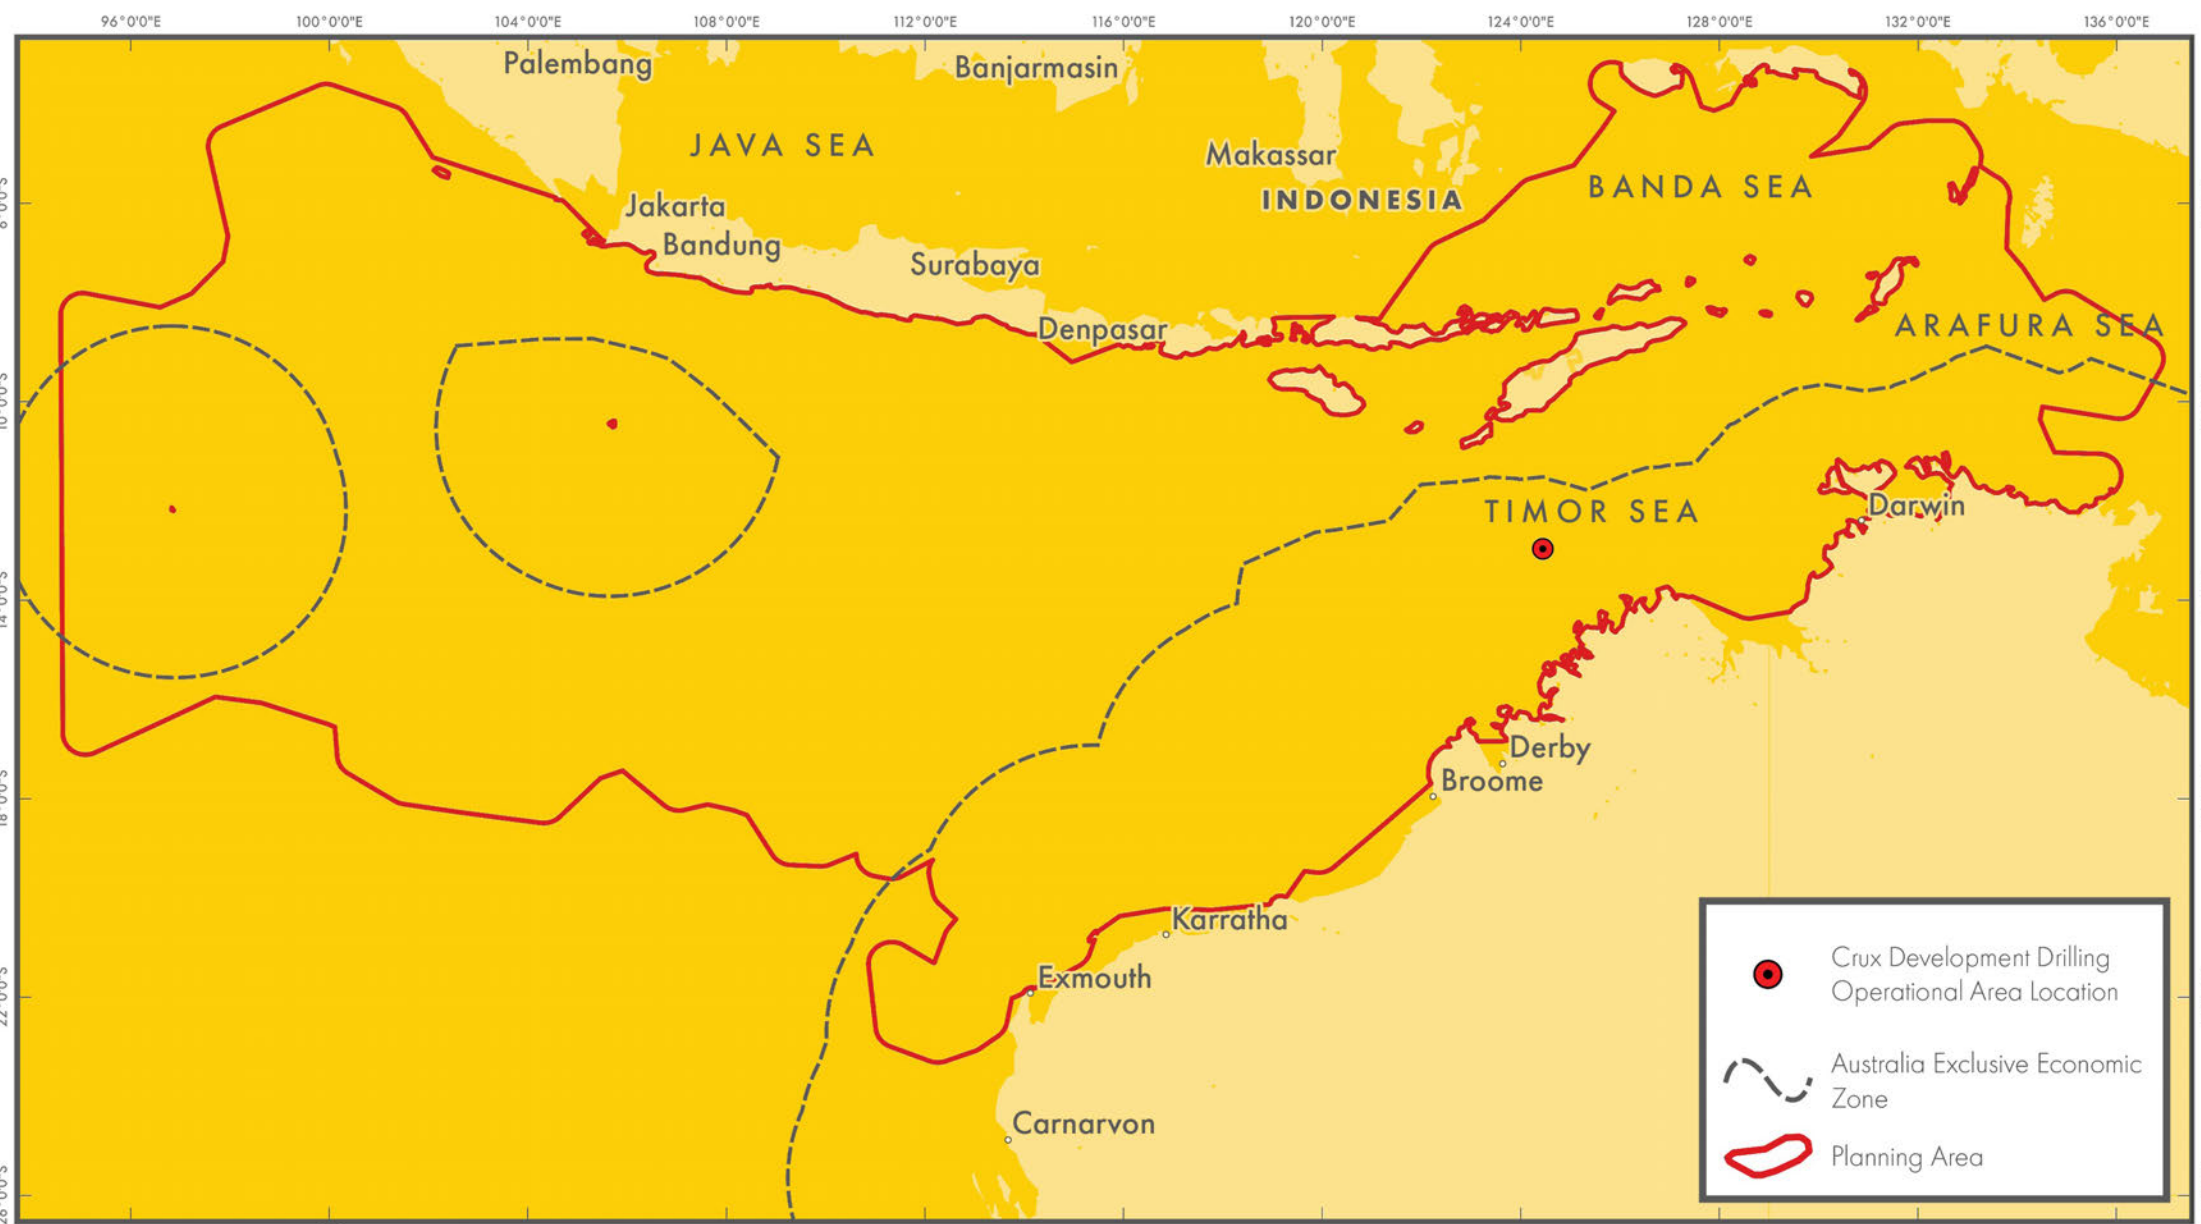 96°0'0"E
100°0'0"E
104°0'0"E
108°0'0"E
112°0'0"E
116°0'0"E
120°0'0"E
124°0'0"E
128°0'0"E
132°0'0"E
136°0'0"E
Palembang
Banjarmasin
JAVA SEA
Makassar
BANDA SEA
INDONESIA
8°0'0"S
Jakarta
Bandung
Surabaya
Denpasar
ARAFURA SEA
TIMOR SEA
Darwin
Derby
Broome
Karratha
Exmouth
Carnarvon
Crux Development Drilling
Operational Area Location
Australia Exclusive Economic
Zone
Planning Area